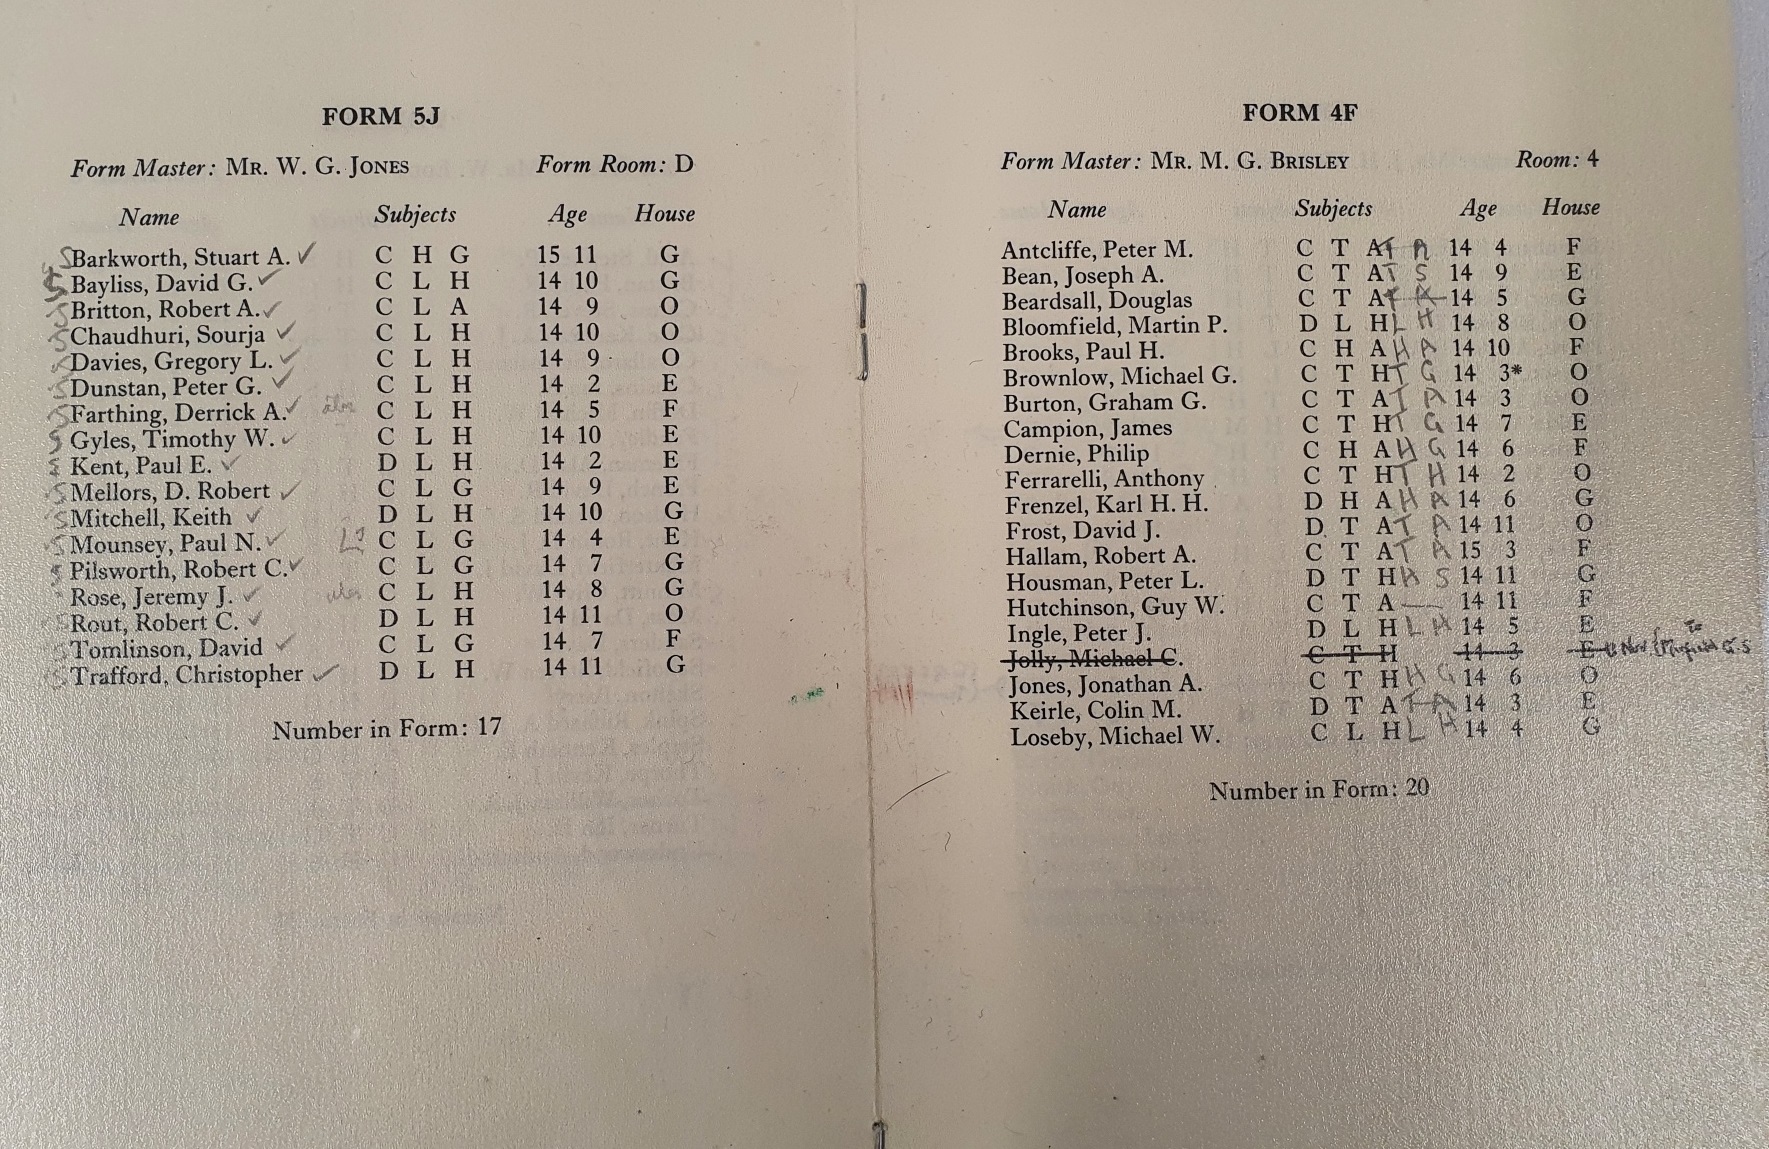 FORM 5J
Form Master: MR. W. G. JONES Form Room: D
Name Subjects Age House
S Barkworth, Stuart A. ✓ C H G 15 11 G
S Bayliss, David G. ✓ C L H 14 10 G
S Britton, Robert A. ✓ C L A 14 9 O
S Chaudhuri, Sourja ✓ C L H 14 10 O
Davies, Gregory L. ✓ C L H 14 9 O
S Dunstan, Peter G. ✓ C L H 14 2 E
S Farthing, Derrick A. ✓ C L H 14 5 F
S Gyles, Timothy W. ✓ C L H 14 10 E
S Kent, Paul E. ✓ D L H 14 2 E
S Mellors, D. Robert ✓ C L G 14 9 E
S Mitchell, Keith ✓ D L H 14 10 G
S Mounsey, Paul N. ✓ C L G 14 4 E
S Pilsworth, Robert C. ✓ C L G 14 7 G
Rose, Jeremy J. ✓ C L H 14 8 G
Rout, Robert C. ✓ D L H 14 11 O
S Tomlinson, David ✓ C L G 14 7 F
S Trafford, Christopher ✓ D L H 14 11 G
Number in Form: 17
FORM 4F
Form Master: MR. M. G. BRISLEY Room: 4
Name Subjects Age House
Antcliffe, Peter M. C T A T A 14 4 F
Bean, Joseph A. C T A T S 14 9 E
Beardsall, Douglas C T A T A 14 5 G
Bloomfield, Martin P. D L H L H 14 8 O
Brooks, Paul H. C H A H A 14 10 F
Brownlow, Michael G. C T H T G 14 3* O
Burton, Graham G. C T A T A 14 3 O
Campion, James C T H T G 14 7 E
Dernie, Philip C H A H G 14 6 F
Ferrarelli, Anthony C T H T H 14 2 O
Frenzel, Karl H. H. D H A H A 14 6 G
Frost, David J. D T A T A 14 11 O
Hallam, Robert A. C T A T A 15 3 F
Housman, Peter L. D T H H S 14 11 G
Hutchinson, Guy W. C T A 14 11 F
Ingle, Peter J. D L H L H 14 5 E
Jolly, Michael C. C T H 14 3 E Nov to G.S
Jones, Jonathan A. C T H H G 14 6 O
Keirle, Colin M. D T A T A 14 3 E
Loseby, Michael W. C L H L H 14 4 G
Number in Form: 20